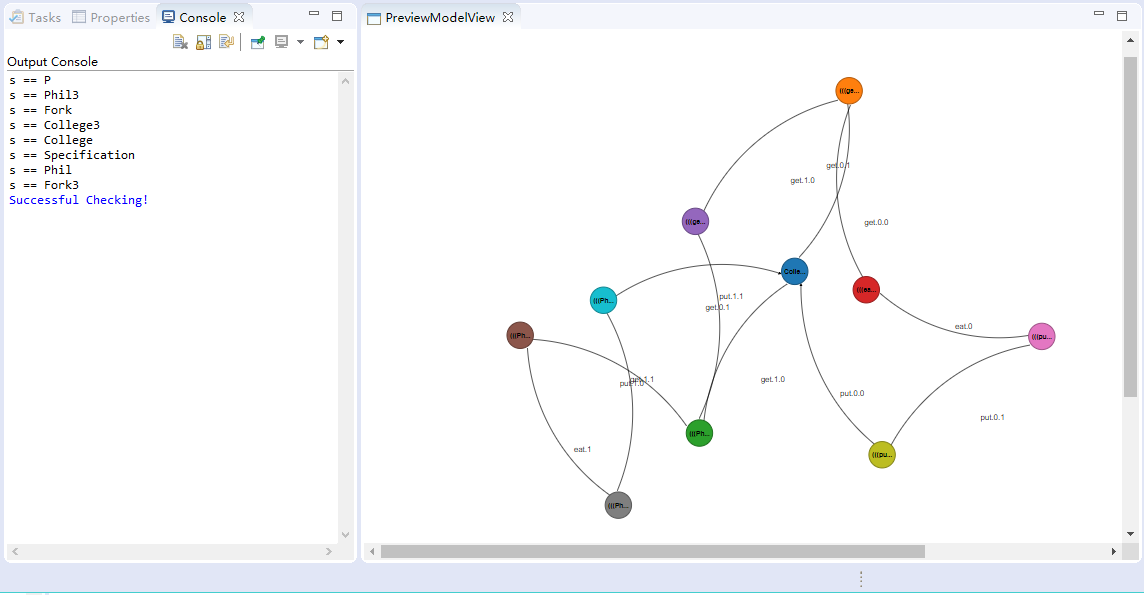 Tasks Properties Console
Output Console
s == P
s == Phil3
s == Fork
s == College3
s == College
s == Specification
s == Phil
s == Fork3
Successful Checking!
PreviewModelView
(((ge...
get.0.1
get.1.0
(((ge...
get.0.0
Colle...
(((ea...
(((Ph...
put.1.1
get.0.1
eat.0
(((Ph...
(((pu...
get.1.1
put.1.0
get.1.0
put.0.0
put.0.1
(((Ph...
eat.1
(((pu...
(((Ph...